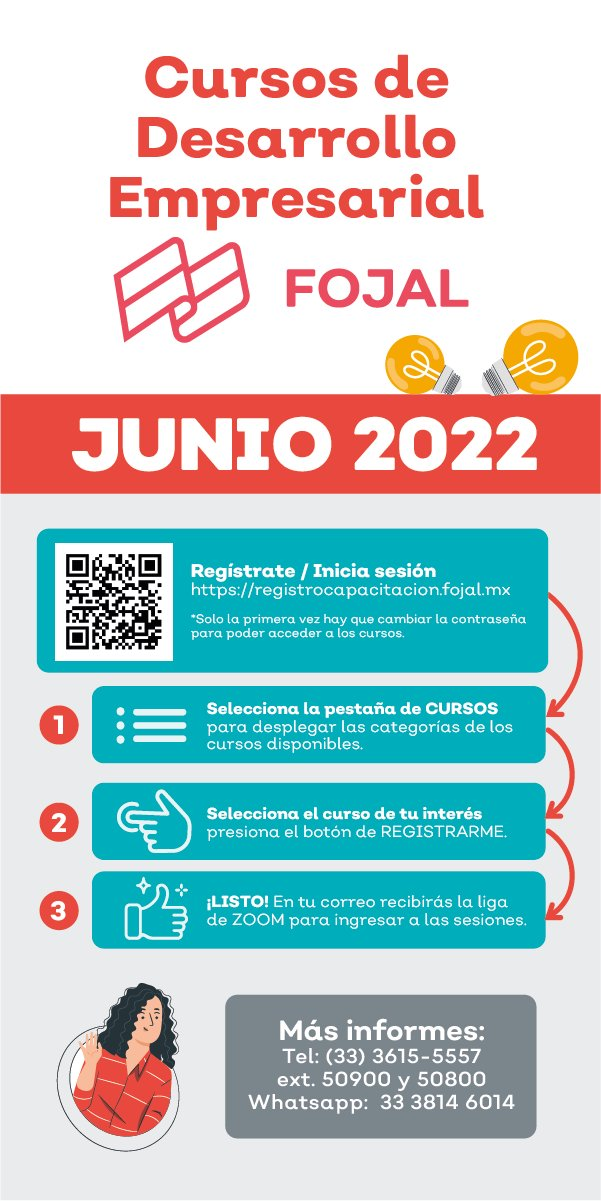 Cursos de
Desarrollo
Empresarial
FOJAL
JUNIO 2022
Regístrate / Inicia sesión
https://registrocapacitacion.fojal.mx
*Solo la primera vez hay que cambiar la contraseña
para poder acceder a los cursos.
1
Selecciona la pestaña de CURSOS
para desplegar las categorías de los
cursos disponibles.
2
Selecciona el curso de tu interés
presiona el botón de REGISTRARME.
3
¡LISTO! En tu correo recibirás la liga
de ZOOM para ingresar a las sesiones.
Más informes:
Tel: (33) 3615-5557
ext. 50900 y 50800
Whatsapp: 33 3814 6014